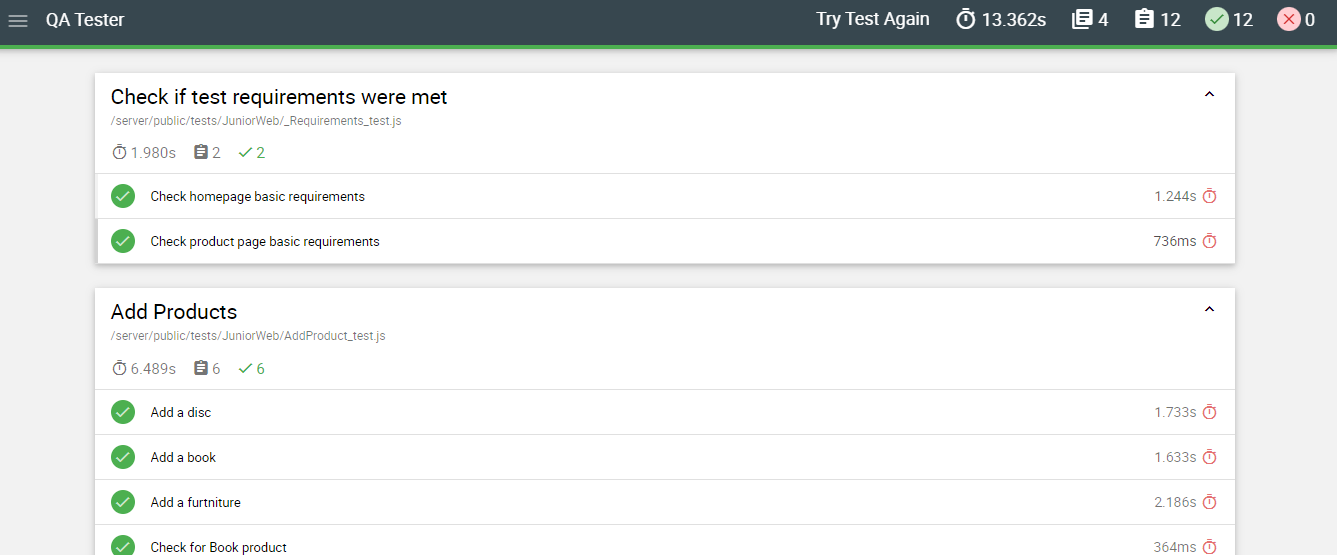 QA Tester
Try Test Again 13.362s 4 12 12 0
Check if test requirements were met
/server/public/tests/JuniorWeb/_Requirements_test.js
1.980s 2 2
Check homepage basic requirements 1.244s
Check product page basic requirements 736ms
Add Products
/server/public/tests/JuniorWeb/AddProduct_test.js
6.489s 6 6
Add a disc 1.733s
Add a book 1.633s
Add a furtniture 2.186s
Check for Book product 364ms